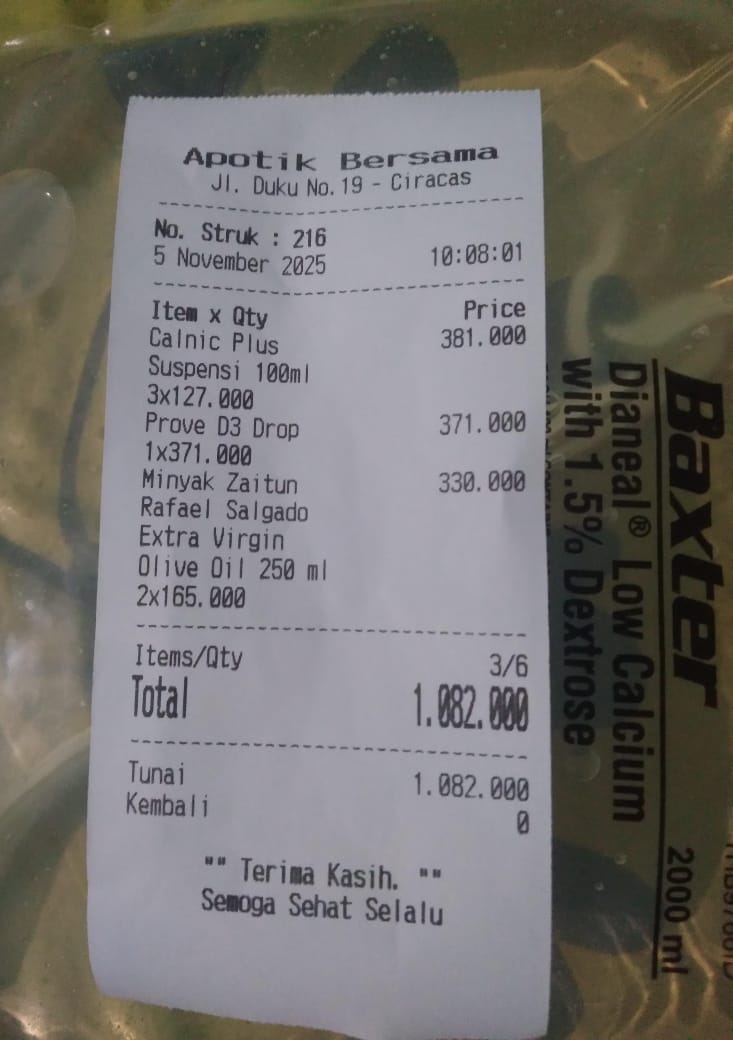 Apotik Bersama
Jl. Duku No.19 - Ciracas
No. Struk : 216
5 November 2025 10:08:01
Item x Qty Price
Calnic Plus 381.000
Suspensi 100ml
3x127.000
Prove D3 Drop 371.000
1x371.000
Minyak Zaitun 330.000
Rafael Salgado
Extra Virgin
Olive Oil 250 ml
2x165.000
Items/Qty 3/6
Total 1.082.000
Tunai 1.082.000
Kembali 0
"" Terima Kasih. ""
Semoga Sehat Selalu
Baxter 2000 ml
Dianeal® Low Calcium
with 1.5% Dextrose